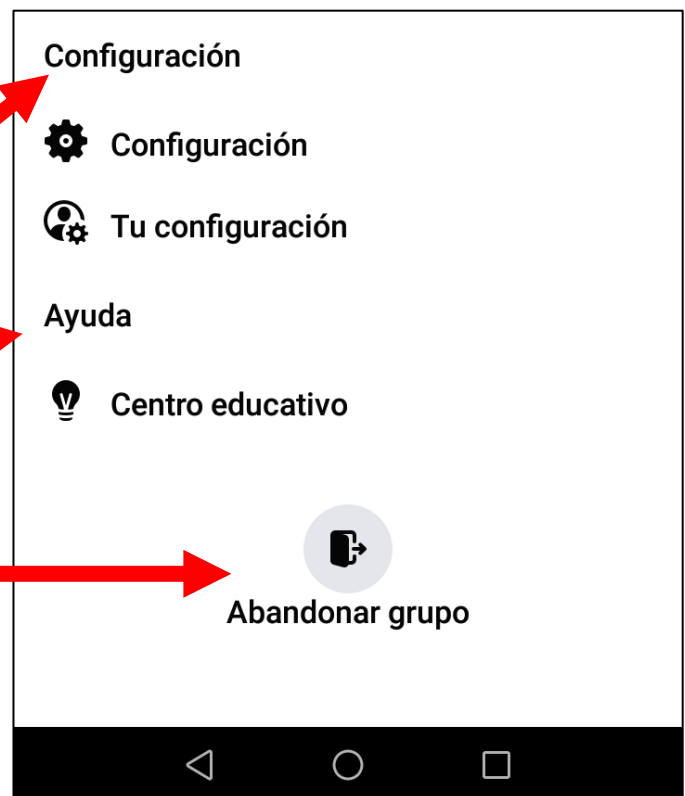 Configuración
Configuración
Tu configuración
Ayuda
Centro educativo
Abandonar grupo